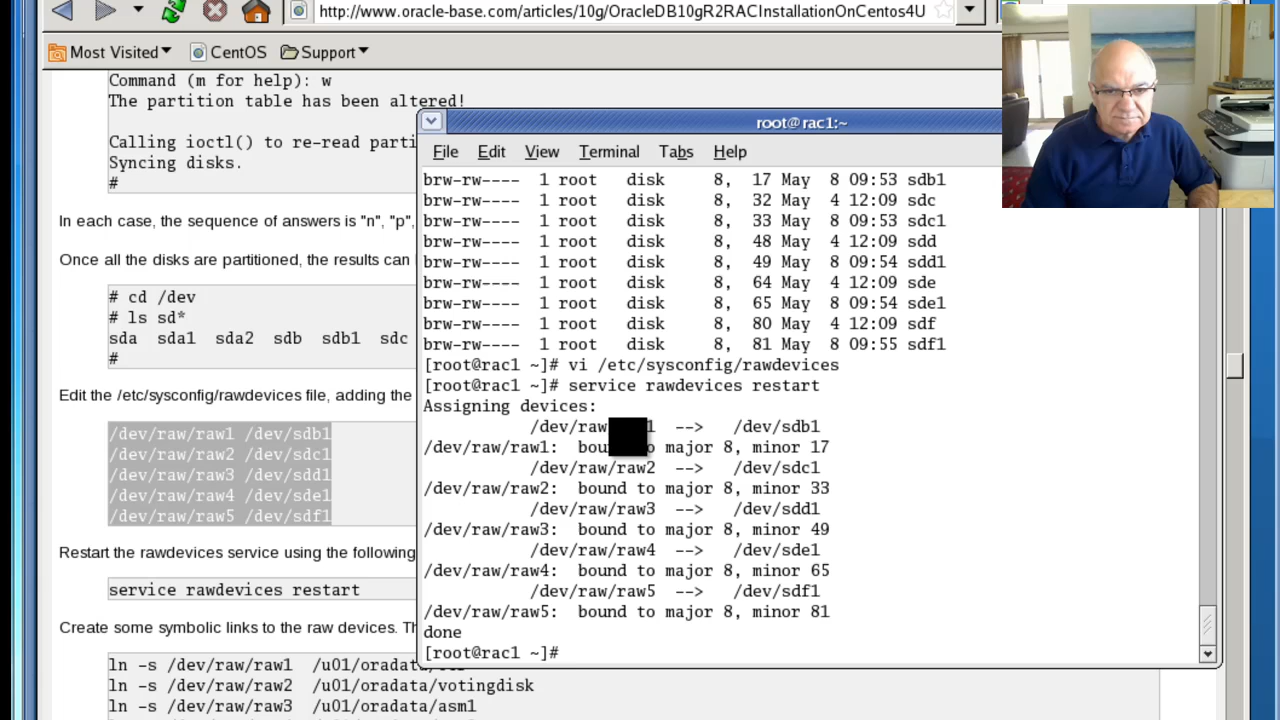 http://www.oracle-base.com/articles/10g/OracleDB10gR2RACInstallationOnCentos4U
Most Visited CentOS Support
Command (m for help): w
The partition table has been altered!
Calling ioctl() to re-read parti
Syncing disks.
#
In each case, the sequence of answers is "n", "p",
Once all the disks are partitioned, the results can
# cd /dev
# ls sd*
sda sda1 sda2 sdb sdb1 sdc
#
Edit the /etc/sysconfig/rawdevices file, adding the
/dev/raw/raw1 /dev/sdb1
/dev/raw/raw2 /dev/sdc1
/dev/raw/raw3 /dev/sdd1
/dev/raw/raw4 /dev/sde1
/dev/raw/raw5 /dev/sdf1
Restart the rawdevices service using the following
service rawdevices restart
Create some symbolic links to the raw devices. Th
ln -s /dev/raw/raw1 /u01/oradata/
ln -s /dev/raw/raw2 /u01/oradata/votingdisk
ln -s /dev/raw/raw3 /u01/oradata/asm1
root@rac1:~
File Edit View Terminal Tabs Help
brw-rw---- 1 root disk 8, 17 May 8 09:53 sdb1
brw-rw---- 1 root disk 8, 32 May 4 12:09 sdc
brw-rw---- 1 root disk 8, 33 May 8 09:53 sdc1
brw-rw---- 1 root disk 8, 48 May 4 12:09 sdd
brw-rw---- 1 root disk 8, 49 May 8 09:54 sdd1
brw-rw---- 1 root disk 8, 64 May 4 12:09 sde
brw-rw---- 1 root disk 8, 65 May 8 09:54 sde1
brw-rw---- 1 root disk 8, 80 May 4 12:09 sdf
brw-rw---- 1 root disk 8, 81 May 8 09:55 sdf1
[root@rac1 ~]# vi /etc/sysconfig/rawdevices
[root@rac1 ~]# service rawdevices restart
Assigning devices:
/dev/raw 1 --> /dev/sdb1
/dev/raw/raw1: bou o major 8, minor 17
/dev/raw/raw2 --> /dev/sdc1
/dev/raw/raw2: bound to major 8, minor 33
/dev/raw/raw3 --> /dev/sdd1
/dev/raw/raw3: bound to major 8, minor 49
/dev/raw/raw4 --> /dev/sde1
/dev/raw/raw4: bound to major 8, minor 65
/dev/raw/raw5 --> /dev/sdf1
/dev/raw/raw5: bound to major 8, minor 81
done
[root@rac1 ~]#